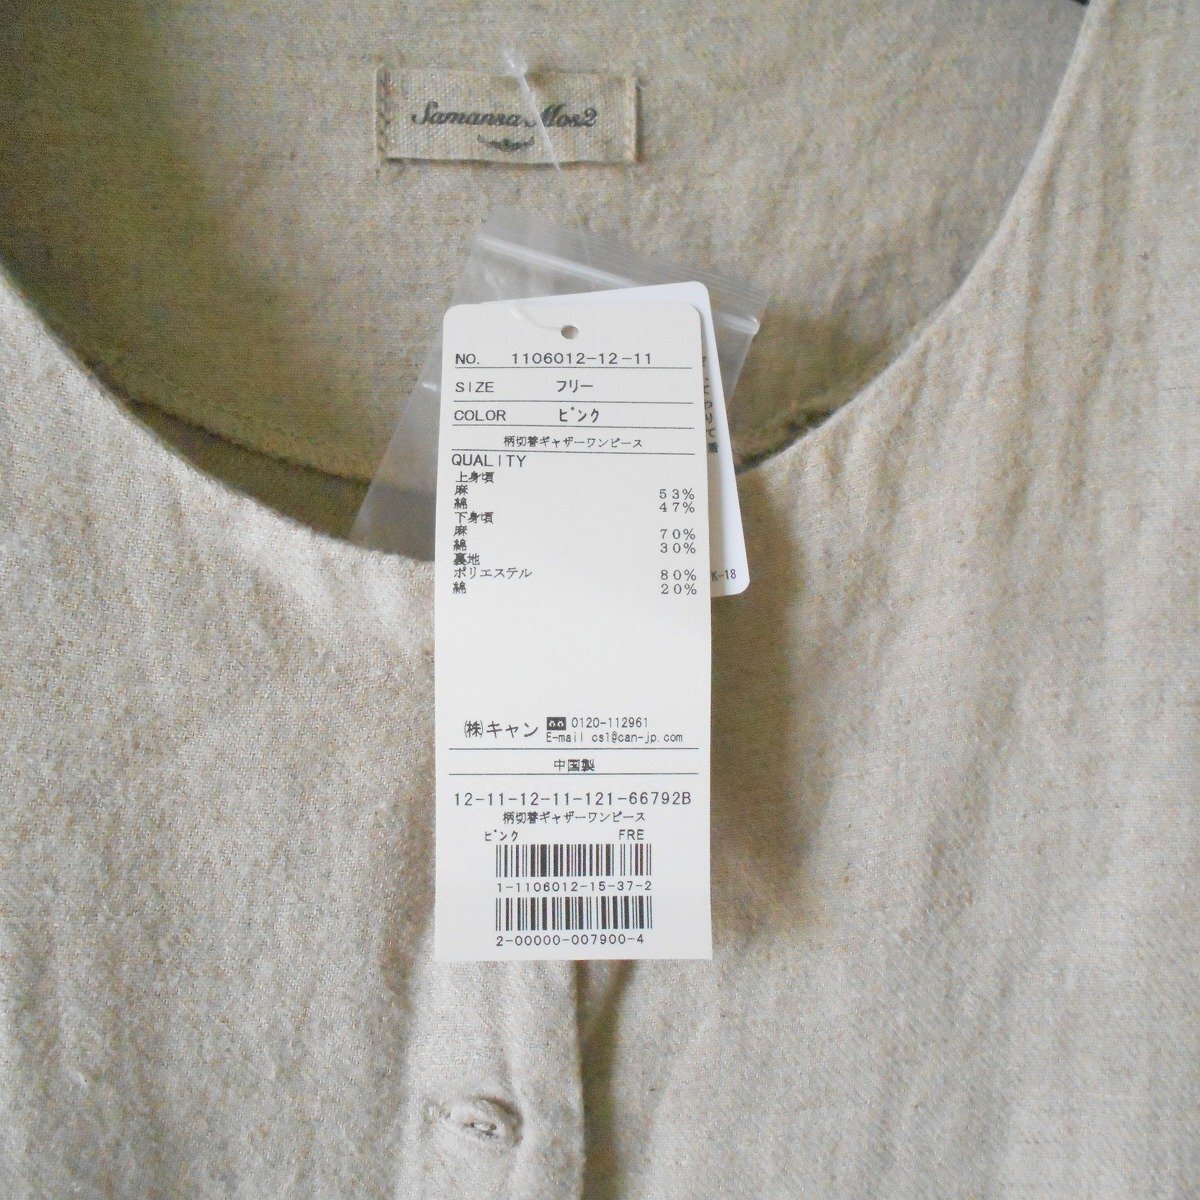 Samansa Mos2
NO. 1106012-12-11
SIZE フリー
COLOR ピンク
柄切替ギャザーワンピース
QUALITY
上身頃
麻 53%
綿 47%
下身頃
麻 70%
綿 30%
裏地
ポリエステル 80%
綿 20%
K-18
㈱キャン 0120-112961
E-mail cs1@can-jp.com
中国製
12-11-12-11-121-66792B
柄切替ギャザーワンピース
ピンク FRE
1-1106012-15-37-2
2-00000-007900-4